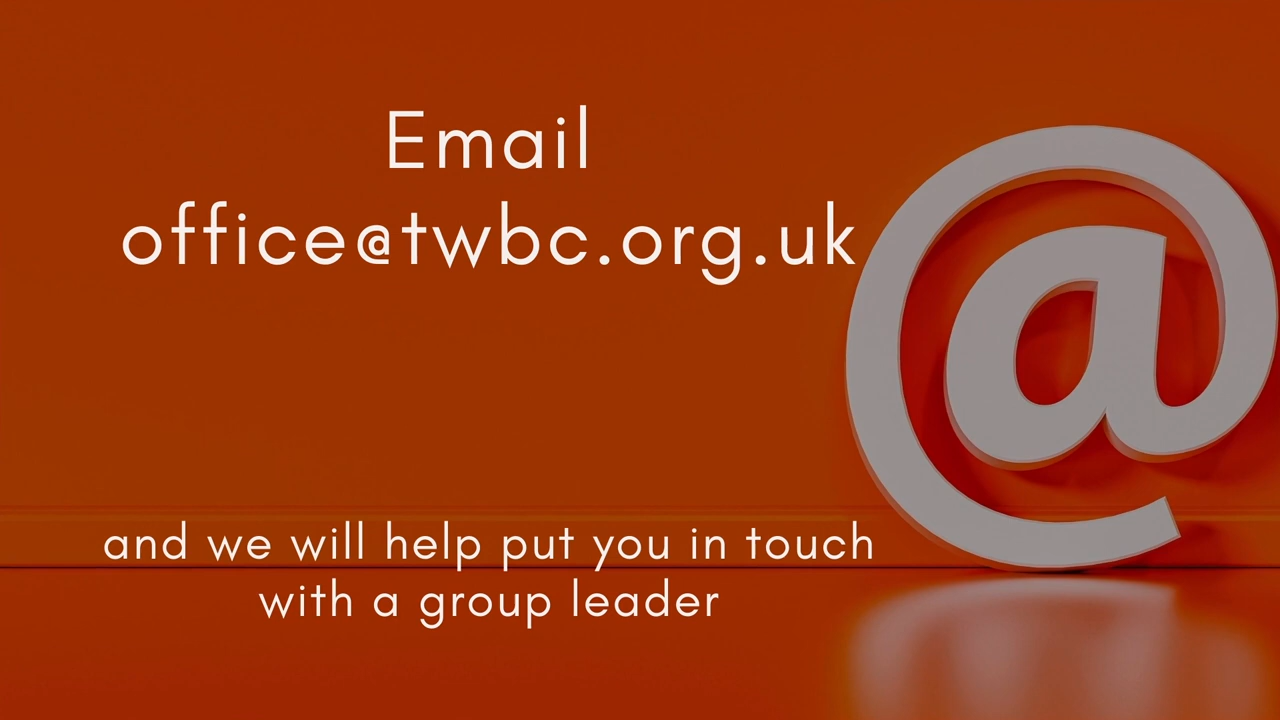 Email
office@twbc.org.uk
and we will help put you in touch
with a group leader